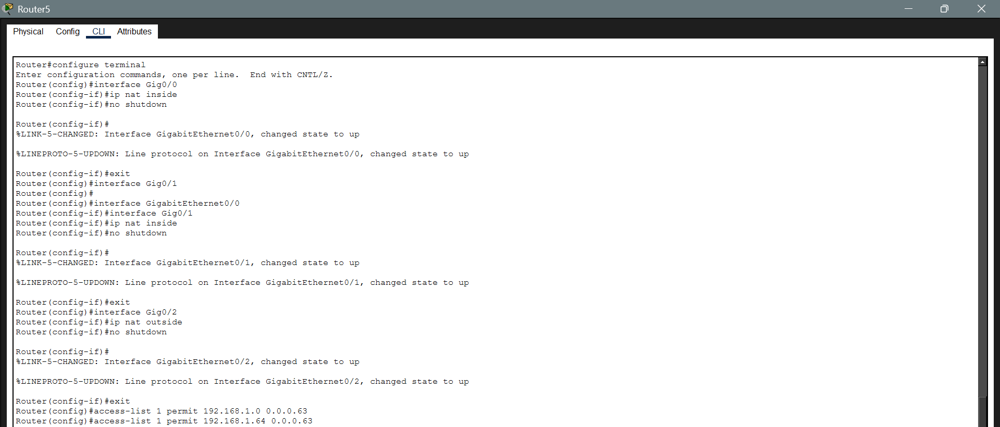 Router5
Physical Config CLI Attributes
Router#configure terminal
Enter configuration commands, one per line.  End with CNTL/Z.
Router(config)#interface Gig0/0
Router(config-if)#ip nat inside
Router(config-if)#no shutdown
Router(config-if)#
%LINK-5-CHANGED: Interface GigabitEthernet0/0, changed state to up
%LINEPROTO-5-UPDOWN: Line protocol on Interface GigabitEthernet0/0, changed state to up
Router(config-if)#exit
Router(config)#interface Gig0/1
Router(config)#
Router(config)#interface GigabitEthernet0/0
Router(config-if)#interface Gig0/1
Router(config-if)#ip nat inside
Router(config-if)#no shutdown
Router(config-if)#
%LINK-5-CHANGED: Interface GigabitEthernet0/1, changed state to up
%LINEPROTO-5-UPDOWN: Line protocol on Interface GigabitEthernet0/1, changed state to up
Router(config-if)#exit
Router(config)#interface Gig0/2
Router(config-if)#ip nat outside
Router(config-if)#no shutdown
Router(config-if)#
%LINK-5-CHANGED: Interface GigabitEthernet0/2, changed state to up
%LINEPROTO-5-UPDOWN: Line protocol on Interface GigabitEthernet0/2, changed state to up
Router(config-if)#exit
Router(config)#access-list 1 permit 192.168.1.0 0.0.0.63
Router(config)#access-list 1 permit 192.168.1.64 0.0.0.63